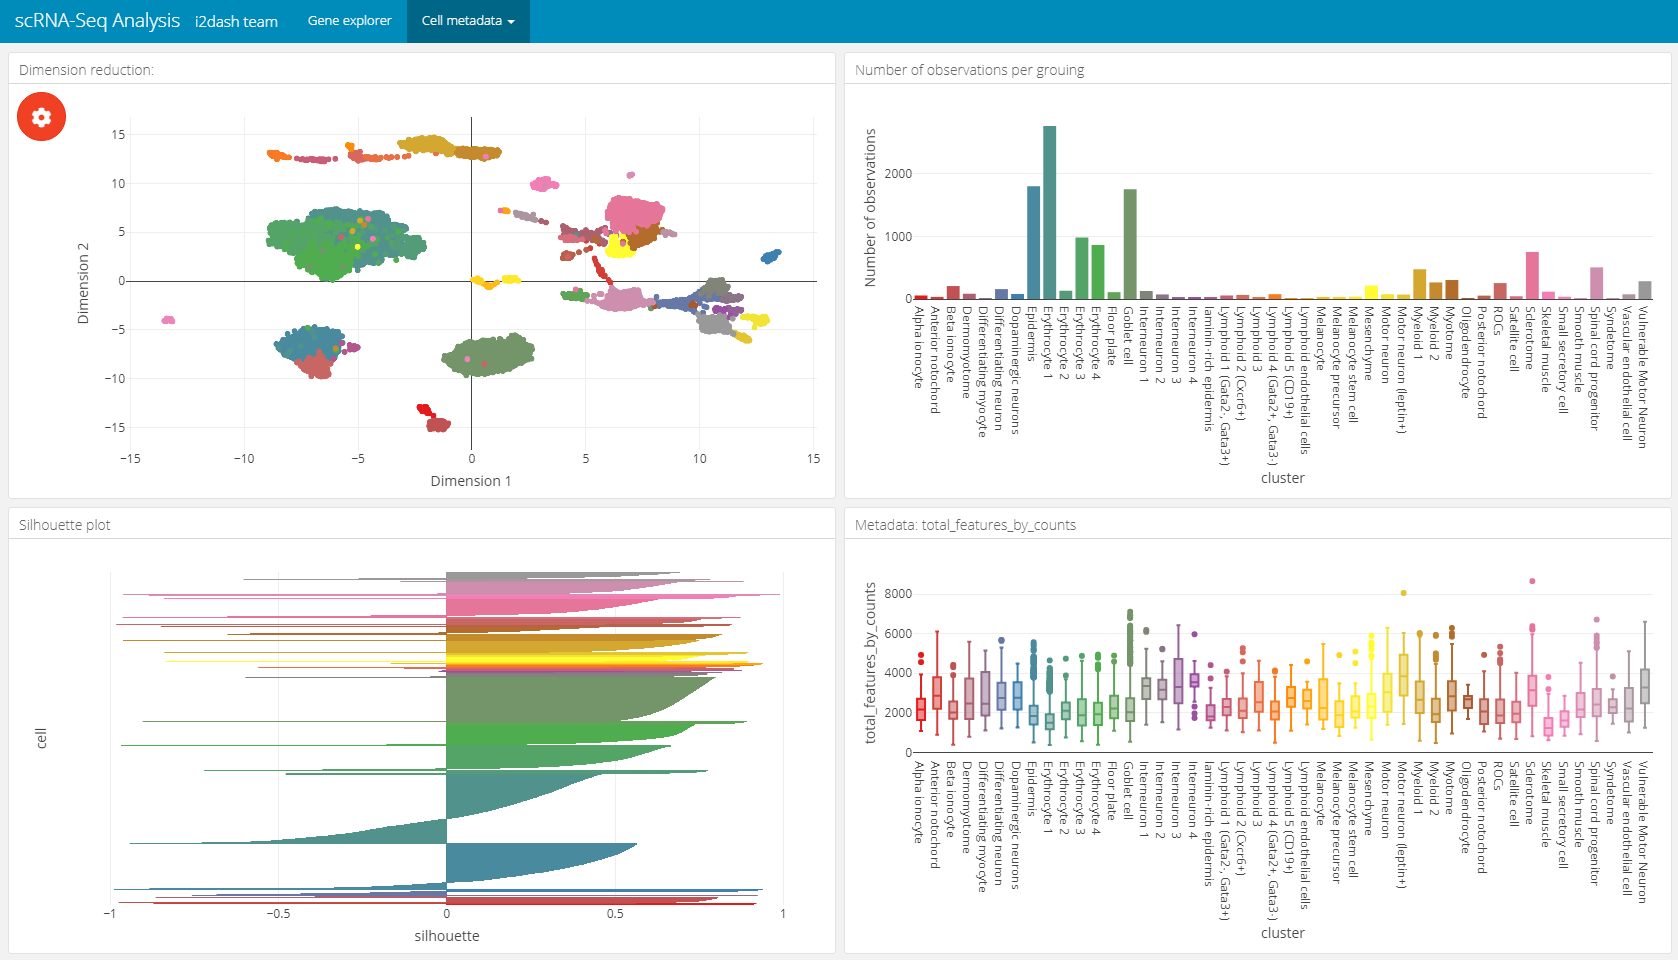 scRNA-Seq Analysis i2dash team Gene explorer Cell metadata
Dimension reduction:
15
10
5
0
−5
−10
−15
Dimension 2
−15 −10 −5 0 5 10 15
Dimension 1
Number of observations per grouing
Nummber of observations
2000
1000
0
Alpha ionocyte
Anterior notochord
Beta ionocyte
Dermomyotome
Differentiating myocyte
Differentiating neuron
Dopaminergic neurons
Epidermis
Erythrocyte 1
Erythrocyte 2
Erythrocyte 3
Erythrocyte 4
Floor plate
Goblet cell
Interneuron 1
Interneuron 2
Interneuron 3
Interneuron 4
laminin-rich epidermis
Lymphoid 1 (Gata2-, Gata3+)
Lymphoid 2 (Cxcr6+)
Lymphoid 3
Lymphoid 4 (Gata2+, Gata3-)
Lymphoid 5 (CD19+)
Lymphoid endothelial cells
Melanocyte
Melanocyte precursor
Melanocyte stem cell
Mesenchyme
Motor neuron
Motor neuron (leptin+)
Myeloid 1
Myeloid 2
Myotome
Oligodendrocyte
Posterior notochord
ROCs
Satellite cell
Sclerotome
Skeletal muscle
Small secretory cell
Smooth muscle
Spinal cord progenitor
Syndetome
Vascular endothelial cell
Vulnerable Motor Neuron
cluster
Silhouette plot
cell
−1 −0.5 0 0.5 1
silhouette
Metadata: total_features_by_counts
total_features_by_counts
8000
6000
4000
2000
0
Alpha ionocyte
Anterior notochord
Beta ionocyte
Dermomyotome
Differentiating myocyte
Differentiating neuron
Dopaminergic neurons
Epidermis
Erythrocyte 1
Erythrocyte 2
Erythrocyte 3
Erythrocyte 4
Floor plate
Goblet cell
Interneuron 1
Interneuron 2
Interneuron 3
Interneuron 4
laminin-rich epidermis
Lymphoid 1 (Gata2-, Gata3+)
Lymphoid 2 (Cxcr6+)
Lymphoid 3
Lymphoid 4 (Gata2+, Gata3-)
Lymphoid 5 (CD19+)
Lymphoid endothelial cells
Melanocyte
Melanocyte precursor
Melanocyte stem cell
Mesenchyme
Motor neuron
Motor neuron (leptin+)
Myeloid 1
Myeloid 2
Myotome
Oligodendrocyte
Posterior notochord
ROCs
Satellite cell
Sclerotome
Skeletal muscle
Small secretory cell
Smooth muscle
Spinal cord progenitor
Syndetome
Vascular endothelial cell
Vulnerable Motor Neuron
cluster